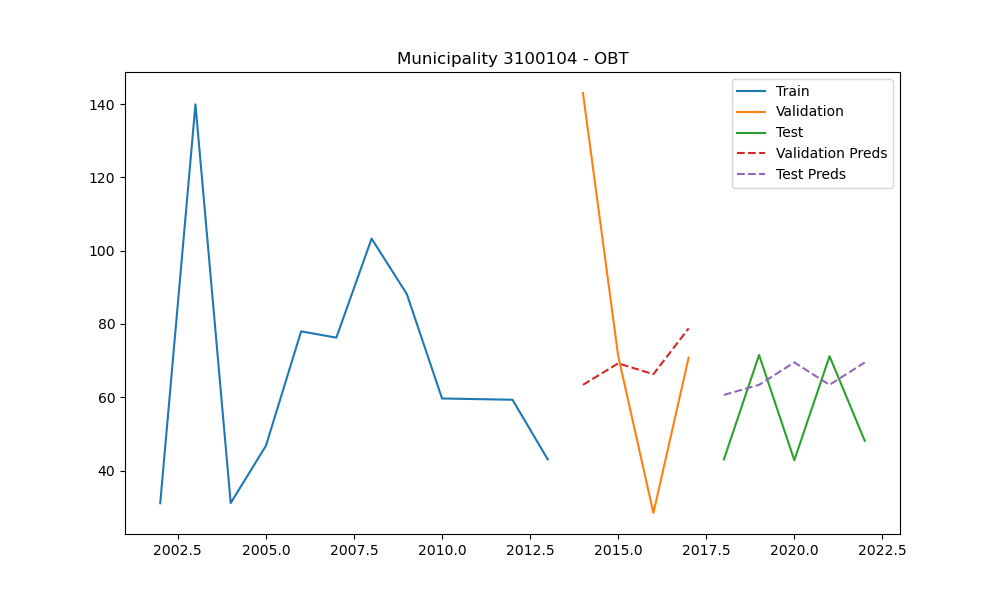 Municipality 3100104 - OBT
Train
Validation
Test
Validation Preds
Test Preds
140
120
100
80
60
40
2002.5 2005.0 2007.5 2010.0 2012.5 2015.0 2017.5 2020.0 2022.5